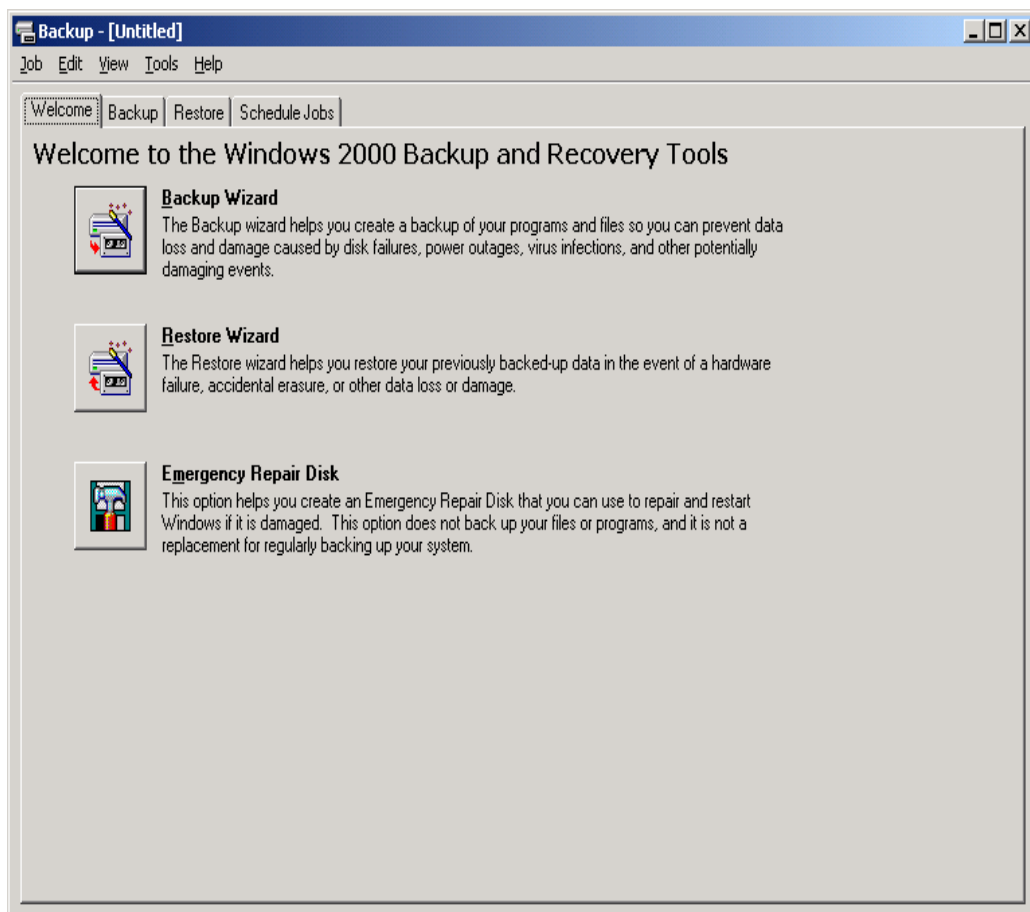 Backup - [Untitled]
Job Edit View Tools Help
Welcome Backup Restore Schedule Jobs
Welcome to the Windows 2000 Backup and Recovery Tools
Backup Wizard
The Backup wizard helps you create a backup of your programs and files so you can prevent data
loss and damage caused by disk failures, power outages, virus infections, and other potentially
damaging events.
Restore Wizard
The Restore wizard helps you restore your previously backed-up data in the event of a hardware
failure, accidental erasure, or other data loss or damage.
Emergency Repair Disk
This option helps you create an Emergency Repair Disk that you can use to repair and restart
Windows if it is damaged.  This option does not back up your files or programs, and it is not a
replacement for regularly backing up your system.